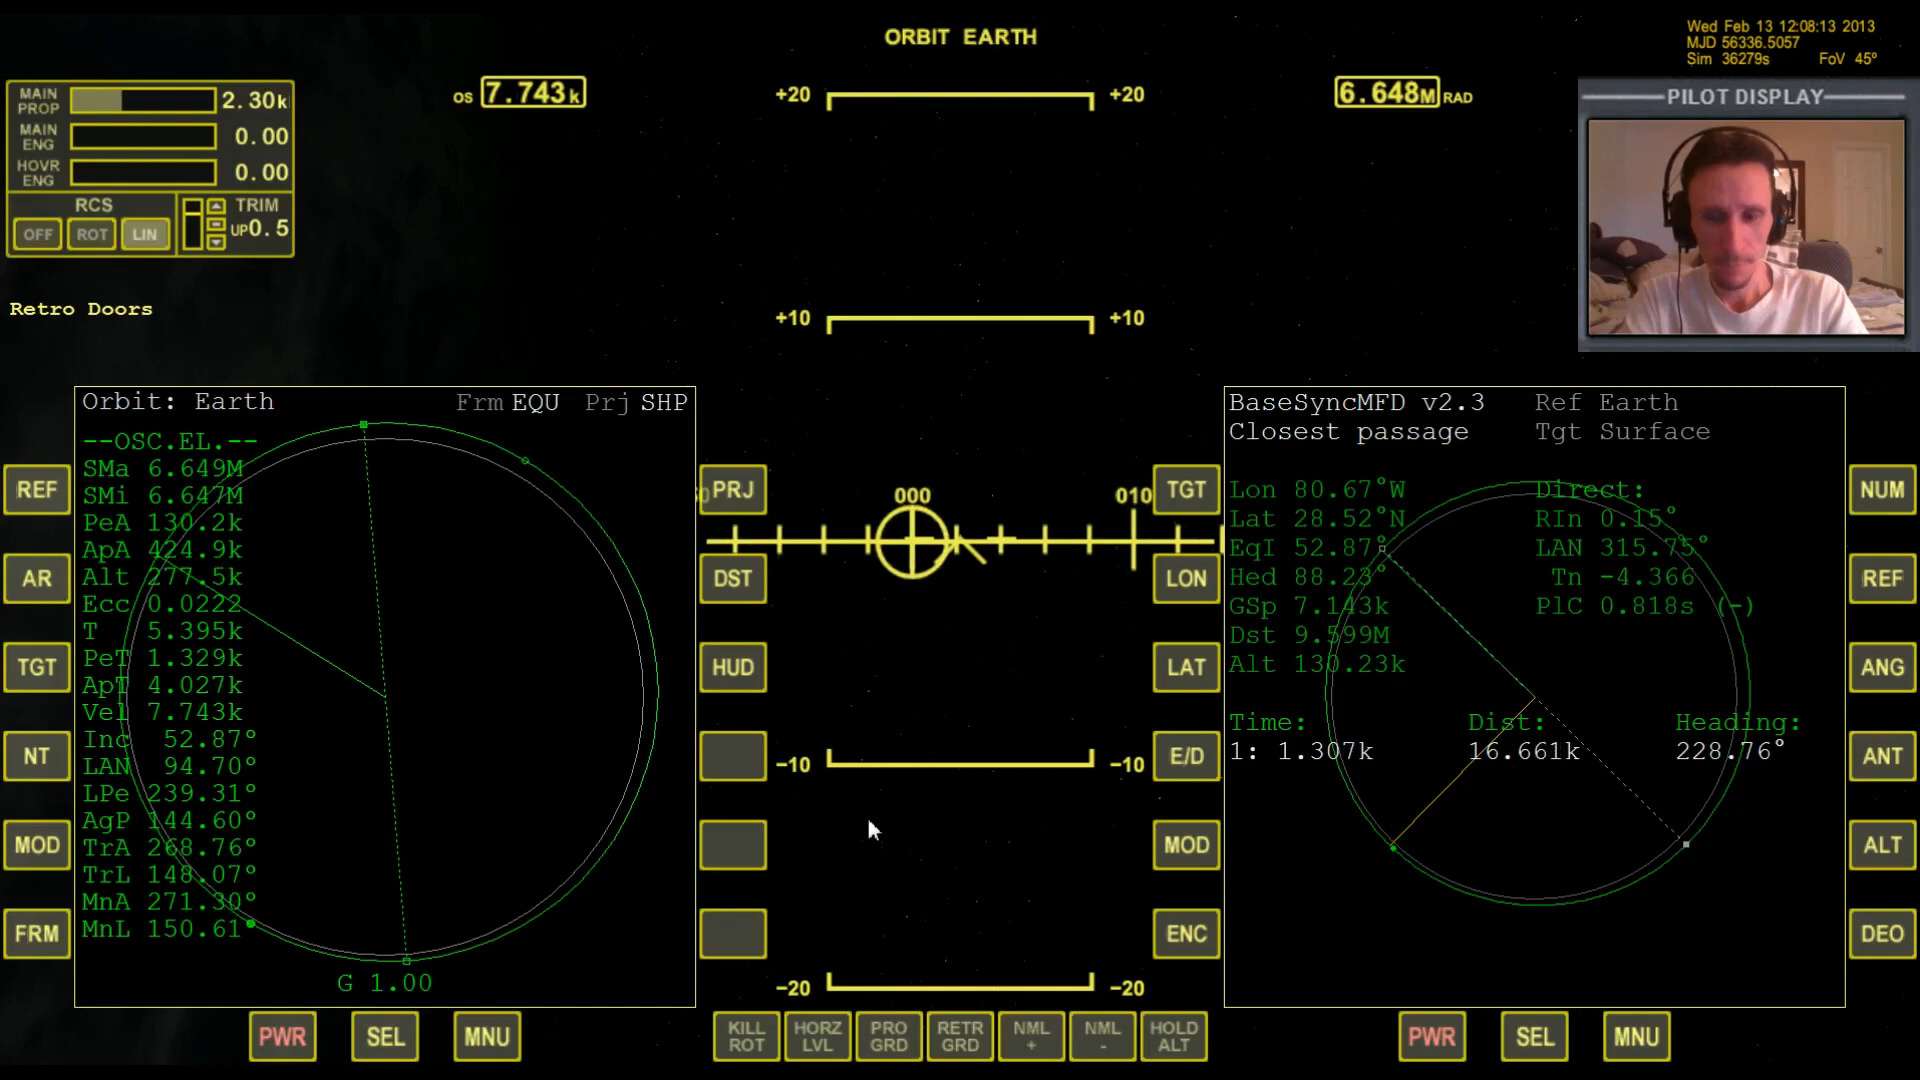 ORBIT EARTH
Wed Feb 13 12:08:13 2013
MJD 56336.5057
Sim 36279s FoV 45°
MAIN PROP 2.30k
MAIN ENG 0.00
HOVR ENG 0.00
RCS TRIM
OFF ROT LIN UP0.5
OS 7.743k
6.648M RAD
+20 +20
PILOT DISPLAY
Retro Doors
+10 +10
Orbit: Earth Frm EQU Prj SHP
--OSC.EL.--
SMa 6.649M
SMi 6.647M
PeA 130.2k
ApA 424.9k
Alt 277.5k
Ecc 0.0222
T 5.395k
PeT 1.329k
ApT 4.027k
Vel 7.743k
Inc 52.87°
LAN 94.70°
LPe 239.31°
AgP 144.60°
TrA 268.76°
TrL 148.07°
MnA 271.30°
MnL 150.61°
G 1.00
REF
AR
TGT
NT
MOD
FRM
PRJ
DST
HUD
000 010
-10 -10
-20 -20
TGT
LON
LAT
E/D
MOD
ENC
BaseSyncMFD v2.3 Ref Earth
Closest passage Tgt Surface
Lon 80.67°W Direct:
Lat 28.52°N RIn 0.15°
EqI 52.87° LAN 315.75°
Hed 88.23° Tn -4.366
GSp 7.143k PlC 0.818s (-)
Dst 9.599M
Alt 130.23k
Time: Dist: Heading:
1: 1.307k 16.661k 228.76°
NUM
REF
ANG
ANT
ALT
DEO
PWR SEL MNU
KILL ROT HORZ LVL PRO GRD RETR GRD NML + NML - HOLD ALT
PWR SEL MNU